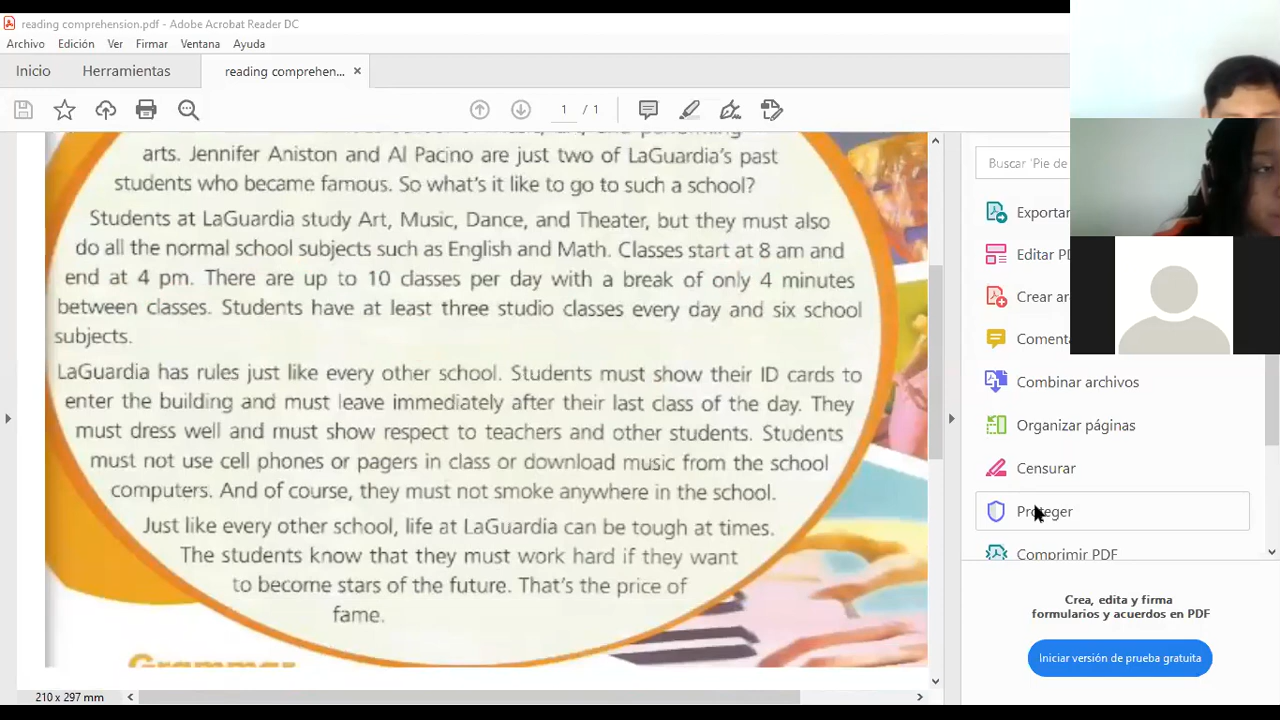 reading comprehension.pdf - Adobe Acrobat Reader DC
Archivo Edición Ver Firmar Ventana Ayuda
Inicio Herramientas reading comprehen... ×
1 / 1
Buscar 'Pie de
arts. Jennifer Aniston and Al Pacino are just two of LaGuardia's past
students who became famous. So what's it like to go to such a school?
Students at LaGuardia study Art, Music, Dance, and Theater, but they must also
do all the normal school subjects such as English and Math. Classes start at 8 am and
end at 4 pm. There are up to 10 classes per day with a break of only 4 minutes
between classes. Students have at least three studio classes every day and six school
subjects.
LaGuardia has rules just like every other school. Students must show their ID cards to
enter the building and must leave immediately after their last class of the day. They
must dress well and must show respect to teachers and other students. Students
must not use cell phones or pagers in class or download music from the school
computers. And of course, they must not smoke anywhere in the school.
Just like every other school, life at LaGuardia can be tough at times.
The students know that they must work hard if they want
to become stars of the future. That's the price of
fame.
Grammar
210 x 297 mm
Exportar
Editar PD
Crear ar
Comenta
Combinar archivos
Organizar páginas
Censurar
Proteger
Comprimir PDF
Crea, edita y firma
formularios y acuerdos en PDF
Iniciar versión de prueba gratuita